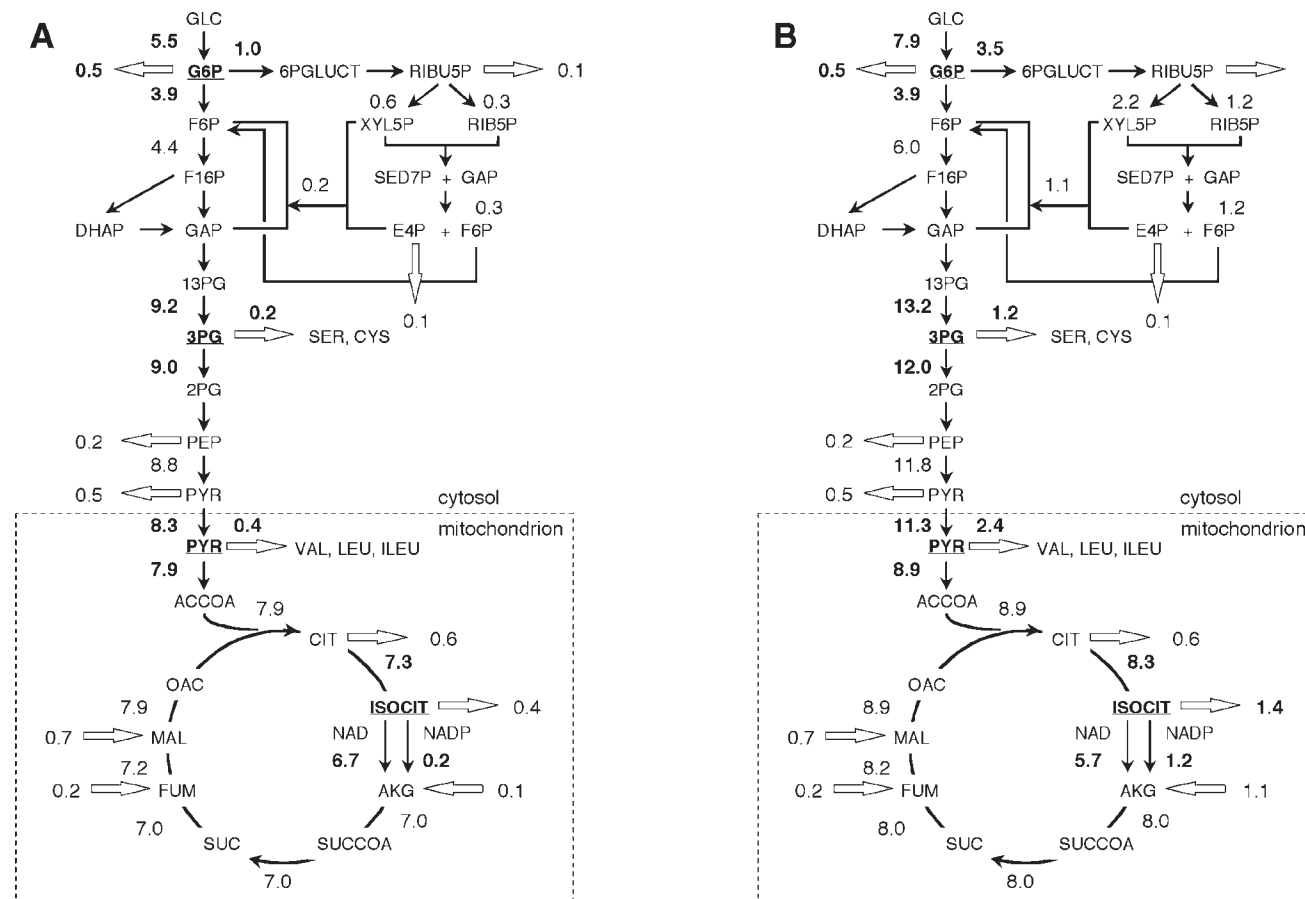 A
GLC
5.5
1.0
0.5
G6P
6PGLUCT
RIBU5P
0.1
3.9
0.6
0.3
F6P
XYL5P
RIB5P
4.4
F16P
0.2
SED7P + GAP
0.3
DHAP
GAP
E4P + F6P
13PG
9.2
0.2
0.1
3PG
SER, CYS
9.0
2PG
0.2
PEP
8.8
0.5
PYR
cytosol
8.3
0.4
mitochondrion
PYR
VAL, LEU, ILEU
7.9
ACCOA
7.9
CIT
0.6
7.3
OAC
ISOCIT
0.4
7.9
NAD
NADP
0.7
MAL
6.7
0.2
7.2
0.2
FUM
AKG
0.1
7.0
7.0
SUC
SUCCOA
7.0
B
GLC
7.9
3.5
0.5
G6P
6PGLUCT
RIBU5P
3.9
2.2
1.2
F6P
XYL5P
RIB5P
6.0
F16P
1.1
SED7P + GAP
1.2
DHAP
GAP
E4P + F6P
13PG
13.2
1.2
0.1
3PG
SER, CYS
12.0
2PG
0.2
PEP
11.8
0.5
PYR
cytosol
11.3
2.4
mitochondrion
PYR
VAL, LEU, ILEU
8.9
ACCOA
8.9
CIT
0.6
8.3
OAC
ISOCIT
1.4
8.9
NAD
NADP
0.7
MAL
5.7
1.2
8.2
0.2
FUM
AKG
1.1
8.0
8.0
SUC
SUCCOA
8.0